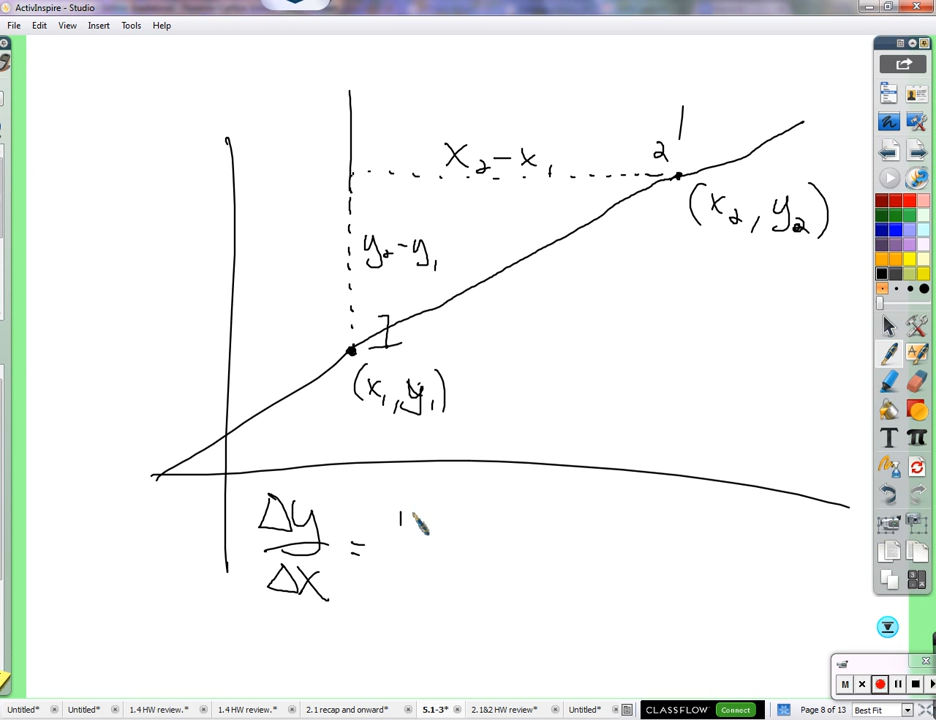 ActivInspire - Studio
File Edit View Insert Tools Help
2
x₂ - x₁
(x₂, y₂)
y₂ - y₁
1
(x₁, y₁)
Δy
=
Δx
M
Untitled* Untitled* 1.4 HW review.* 1.4 HW review.* 2.1 recap and onward* 5.1-3* 2.1&2 HW review* Untitled* CLASSFLOW Connect Page 8 of 13 Best Fit